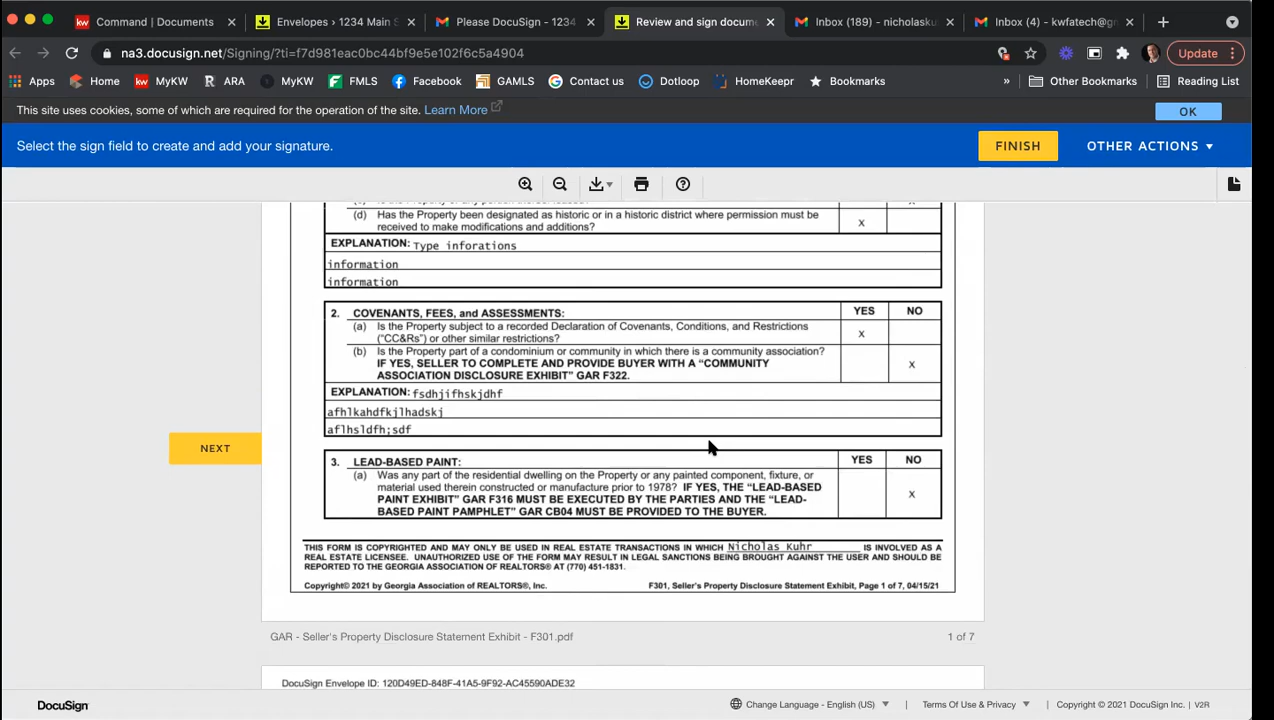 Command | Documents
Envelopes › 1234 Main S
Please DocuSign - 1234
Review and sign docume
Inbox (189) - nicholasku
Inbox (4) - kwfatech@gm
na3.docusign.net/Signing/?ti=f7d981eac0bc44bf9e5e102f6c5a4904
Update
Apps
Home
kw MyKW
R ARA
MyKW
FMLS
Facebook
GAMLS
Contact us
Dotloop
HomeKeepr
Bookmarks
»
Other Bookmarks
Reading List
This site uses cookies, some of which are required for the operation of the site. Learn More
OK
Select the sign field to create and add your signature.
FINISH
OTHER ACTIONS
(d) Has the Property been designated as historic or in a historic district where permission must be
received to make modifications and additions?
X
EXPLANATION: Type inforations
information
information
2. COVENANTS, FEES, and ASSESSMENTS: YES NO
(a) Is the Property subject to a recorded Declaration of Covenants, Conditions, and Restrictions
("CC&Rs") or other similar restrictions?
X
(b) Is the Property part of a condominium or community in which there is a community association?
IF YES, SELLER TO COMPLETE AND PROVIDE BUYER WITH A "COMMUNITY
ASSOCIATION DISCLOSURE EXHIBIT" GAR F322.
X
EXPLANATION: fsdhjifhskjdhf
afhlkahdfkjlhadskj
aflhsldfh;sdf
NEXT
3. LEAD-BASED PAINT: YES NO
(a) Was any part of the residential dwelling on the Property or any painted component, fixture, or
material used therein constructed or manufacture prior to 1978? IF YES, THE "LEAD-BASED
PAINT EXHIBIT" GAR F316 MUST BE EXECUTED BY THE PARTIES AND THE "LEAD-
BASED PAINT PAMPHLET" GAR CB04 MUST BE PROVIDED TO THE BUYER.
X
THIS FORM IS COPYRIGHTED AND MAY ONLY BE USED IN REAL ESTATE TRANSACTIONS IN WHICH Nicholas Kuhr IS INVOLVED AS A
REAL ESTATE LICENSEE. UNAUTHORIZED USE OF THE FORM MAY RESULT IN LEGAL SANCTIONS BEING BROUGHT AGAINST THE USER AND SHOULD BE
REPORTED TO THE GEORGIA ASSOCIATION OF REALTORS® AT (770) 451-1831.
Copyright© 2021 by Georgia Association of REALTORS®, Inc. F301, Seller's Property Disclosure Statement Exhibit, Page 1 of 7, 04/15/21
GAR - Seller's Property Disclosure Statement Exhibit - F301.pdf
1 of 7
DocuSign Envelope ID: 120D49ED-848F-41A5-9F92-AC45590ADE32
DocuSign
Change Language - English (US)
Terms Of Use & Privacy
Copyright © 2021 DocuSign Inc. | V2R